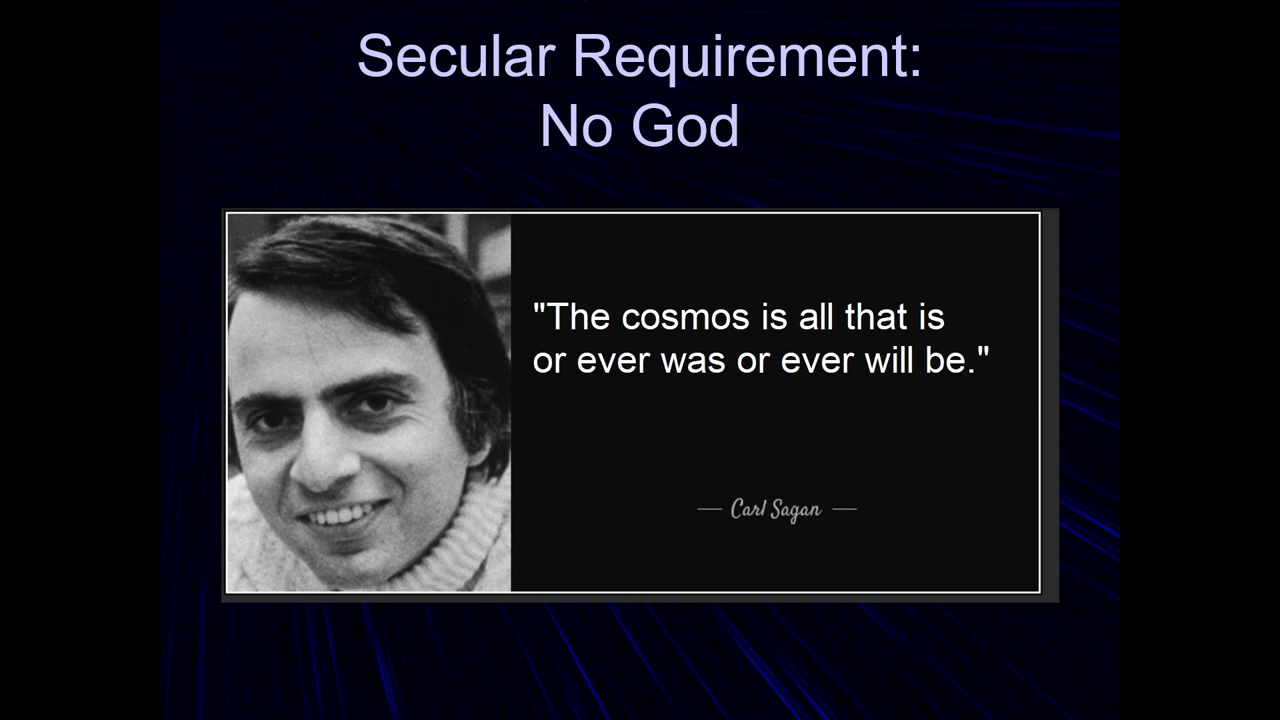 Secular Requirement:
No God
"The cosmos is all that is
or ever was or ever will be."
— Carl Sagan —